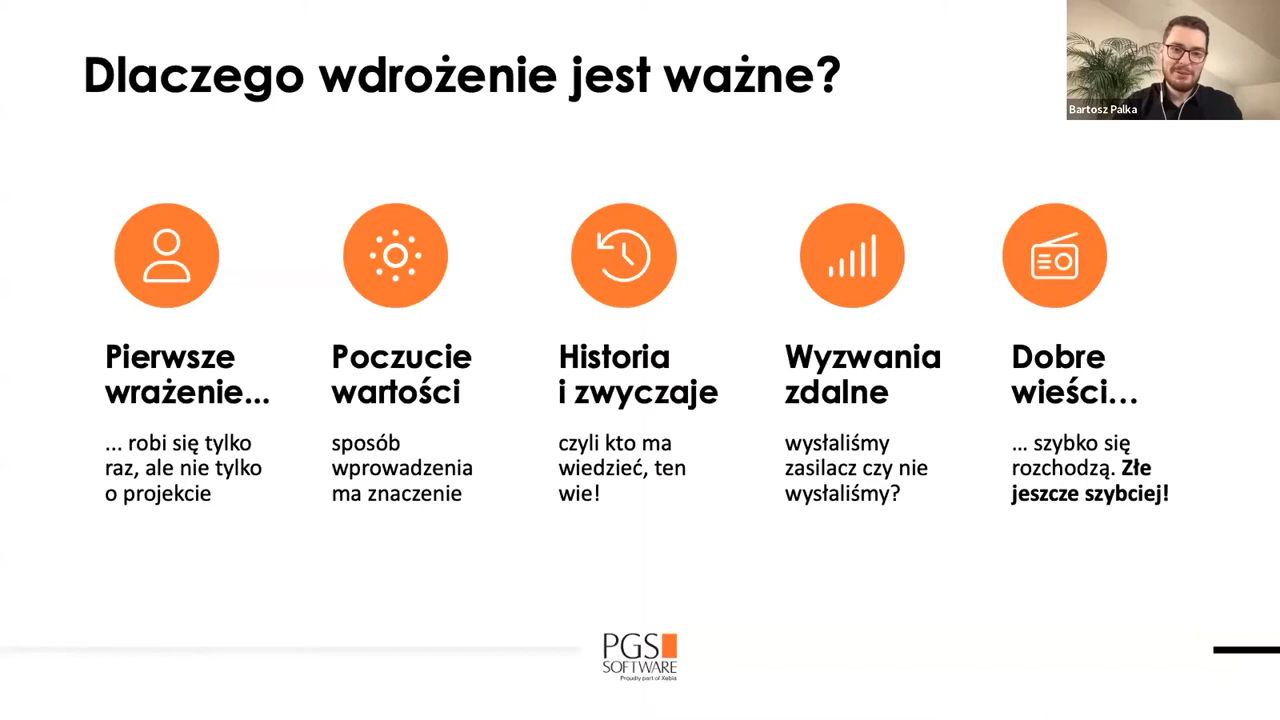 Dlaczego wdrożenie jest ważne?
Bartosz Palka
Pierwsze
wrażenie...
... robi się tylko
raz, ale nie tylko
o projekcie
Poczucie
wartości
sposób
wprowadzenia
ma znaczenie
Historia
i zwyczaje
czyli kto ma
wiedzieć, ten
wie!
Wyzwania
zdalne
wysłaliśmy
zasilacz czy nie
wysłaliśmy?
Dobre
wieści...
... szybko się
rozchodzą. Złe
jeszcze szybciej!
PGS
SOFTWARE
Proudly part of Xebia